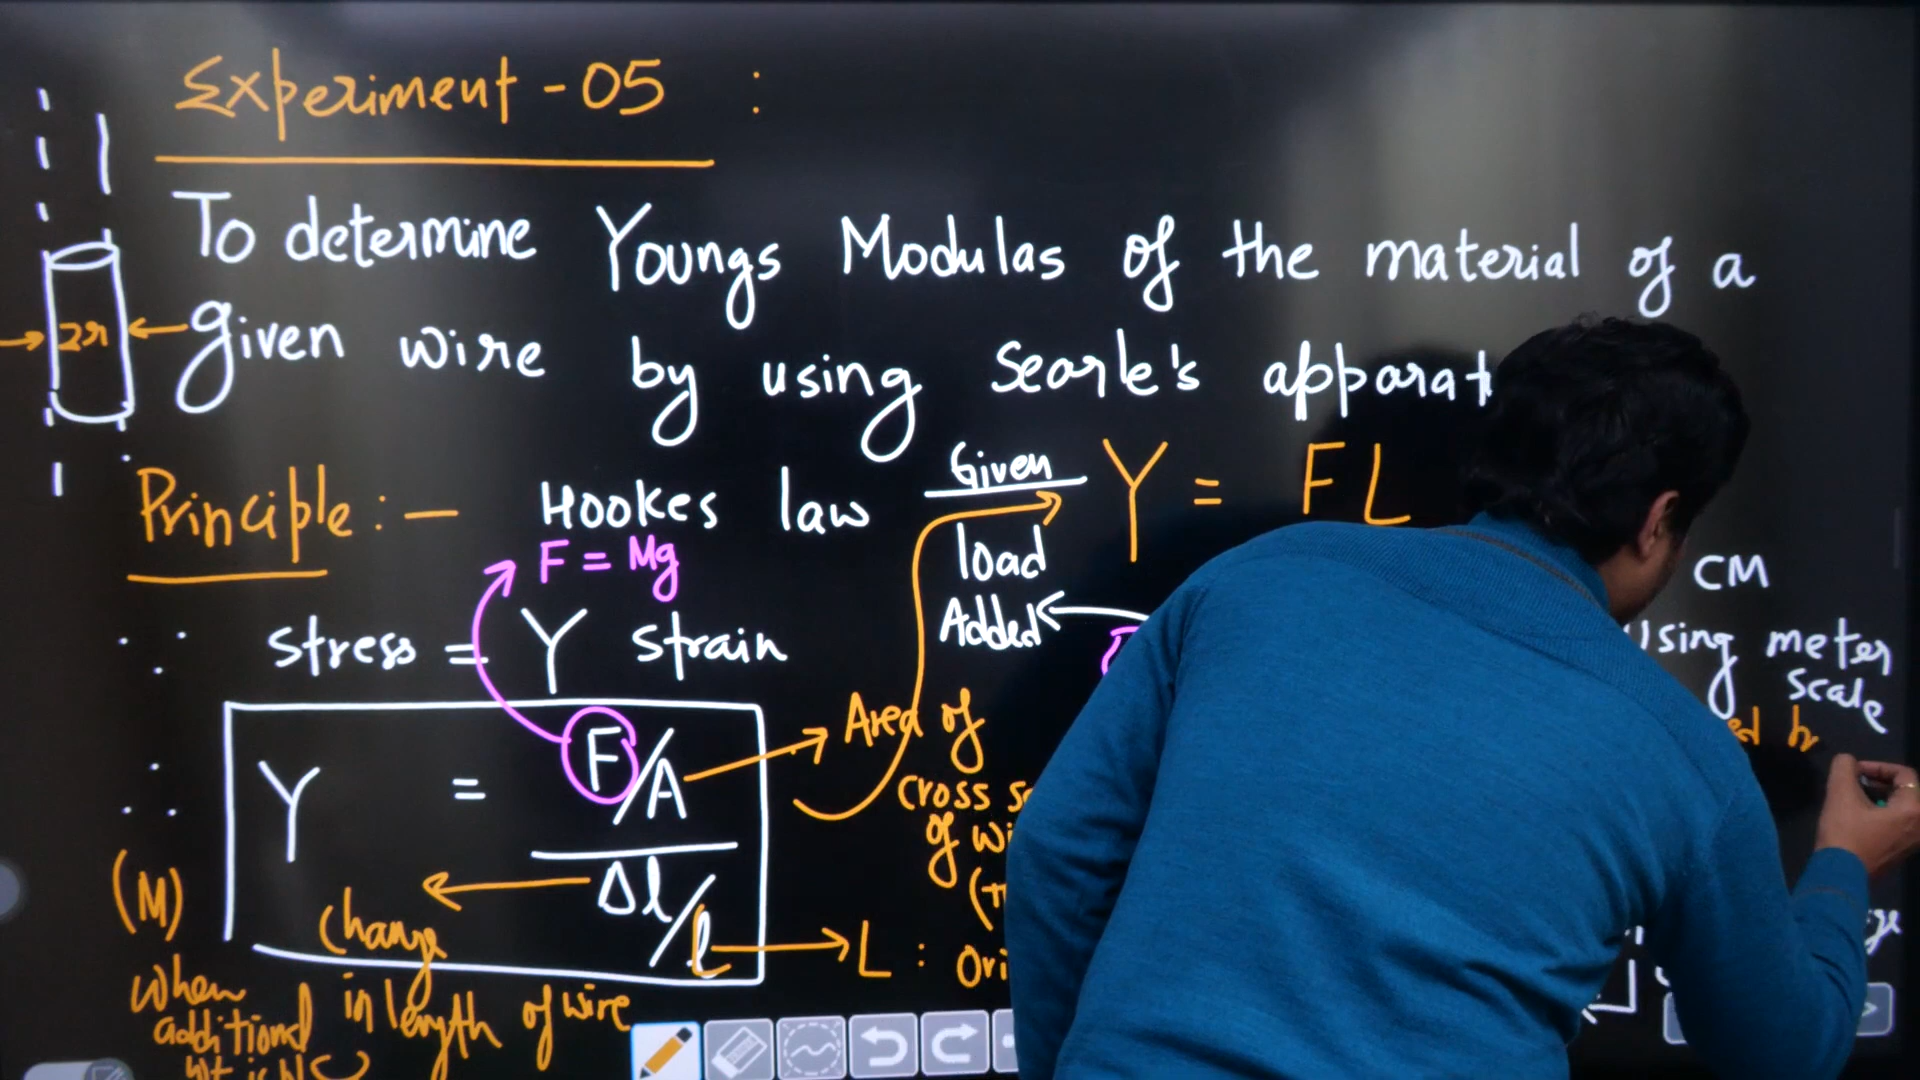 Experiment - 05 :
To determine Youngs Modulas of the material of a
given wire by using Searle's apparat
2r
Principle :- Hookes law
F = Mg
Given
load
Added
Y = FL
CM
using meter
scale
stress = Y strain
Y = F/A
Δl/l
Area of
cross
of
(M)
change
in length of wire
when
additional
L :